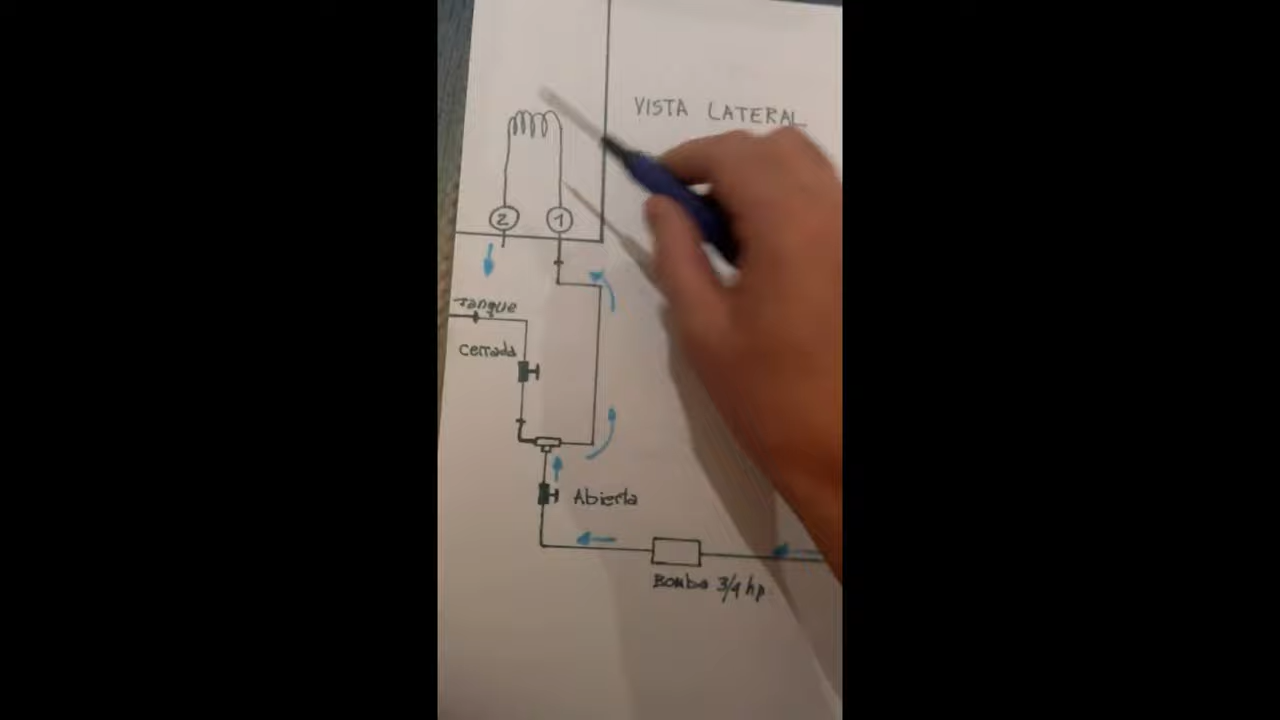 VISTA LATERAL
2 1
Tanque
Cerrada
Abierta
Bomba 3/4 hp